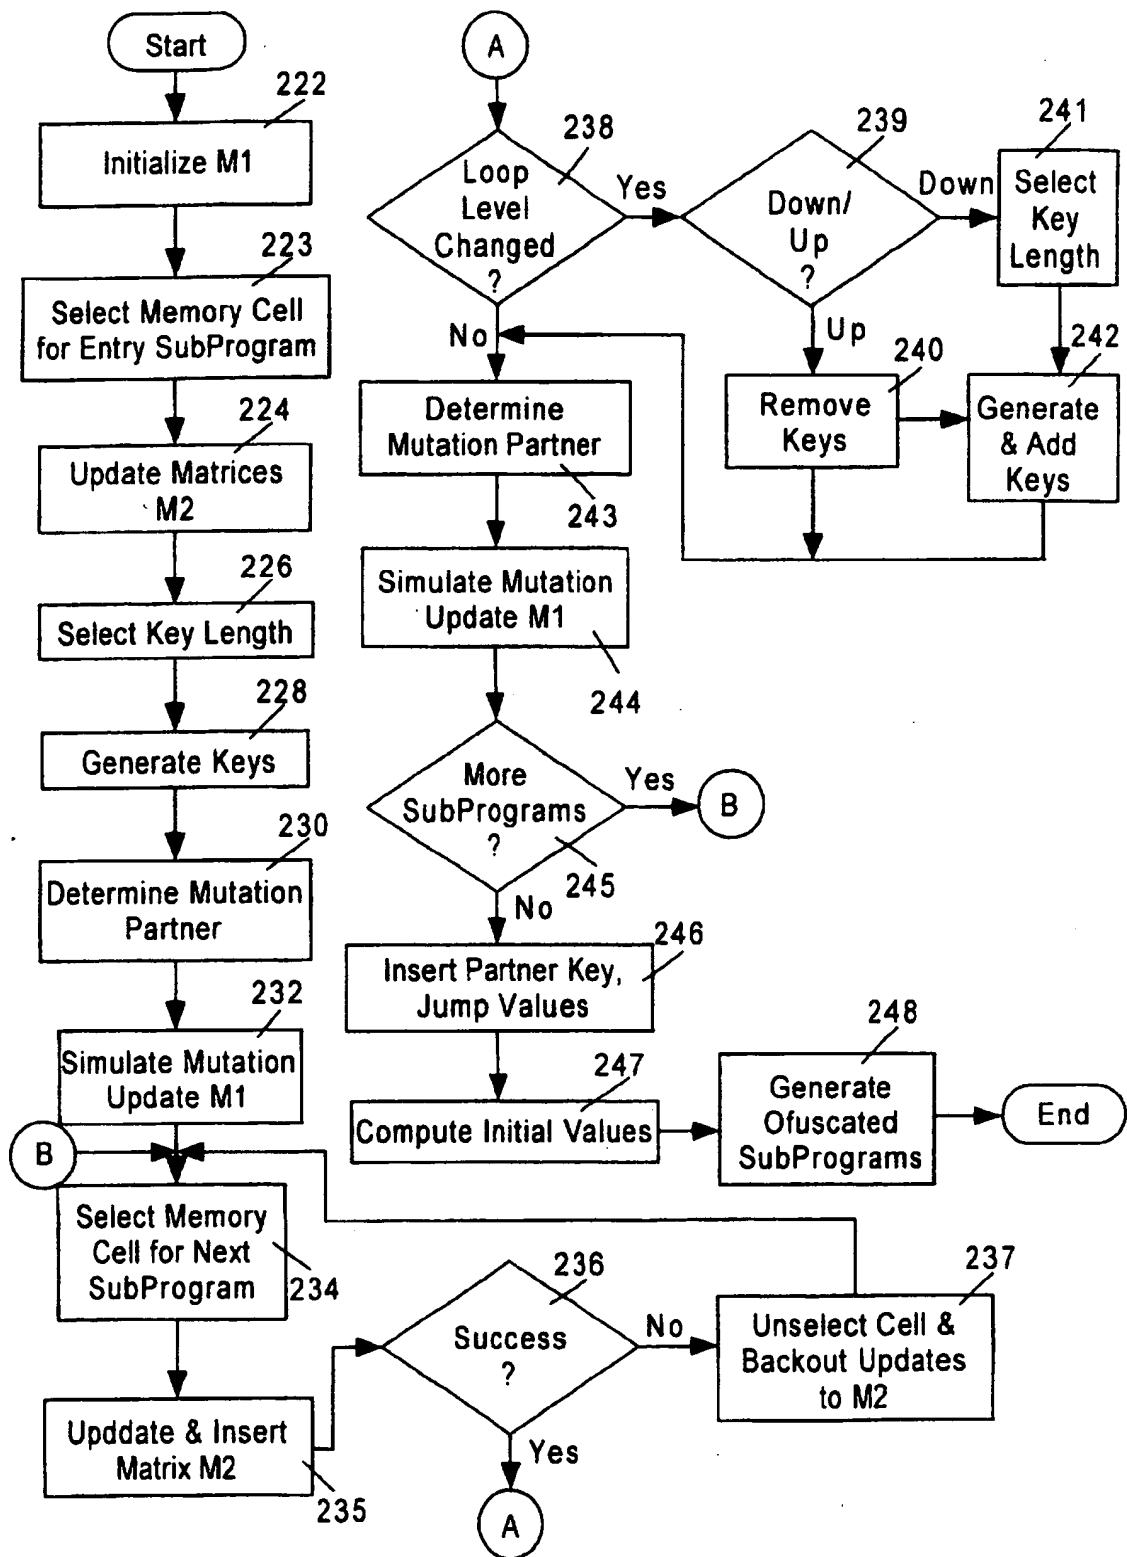 Start
222
Initialize M1
223
Select Memory Cell
for Entry SubProgram
224
Update Matrices
M2
226
Select Key Length
228
Generate Keys
230
Determine Mutation
Partner
232
Simulate Mutation
Update M1
B
Select Memory
Cell for Next
SubProgram
234
Upddate & Insert
Matrix M2
235
236
Success
?
No
Yes
A
237
Unselect Cell &
Backout Updates
to M2
A
238
Loop
Level
Changed
?
Yes
No
239
Down/
Up
?
Down
Up
241
Select
Key
Length
240
Remove
Keys
242
Generate
& Add
Keys
Determine
Mutation Partner
243
Simulate Mutation
Update M1
244
More
SubPrograms
?
245
Yes
B
No
246
Insert Partner Key,
Jump Values
247
Compute Initial Values
248
Generate
Ofuscated
SubPrograms
End